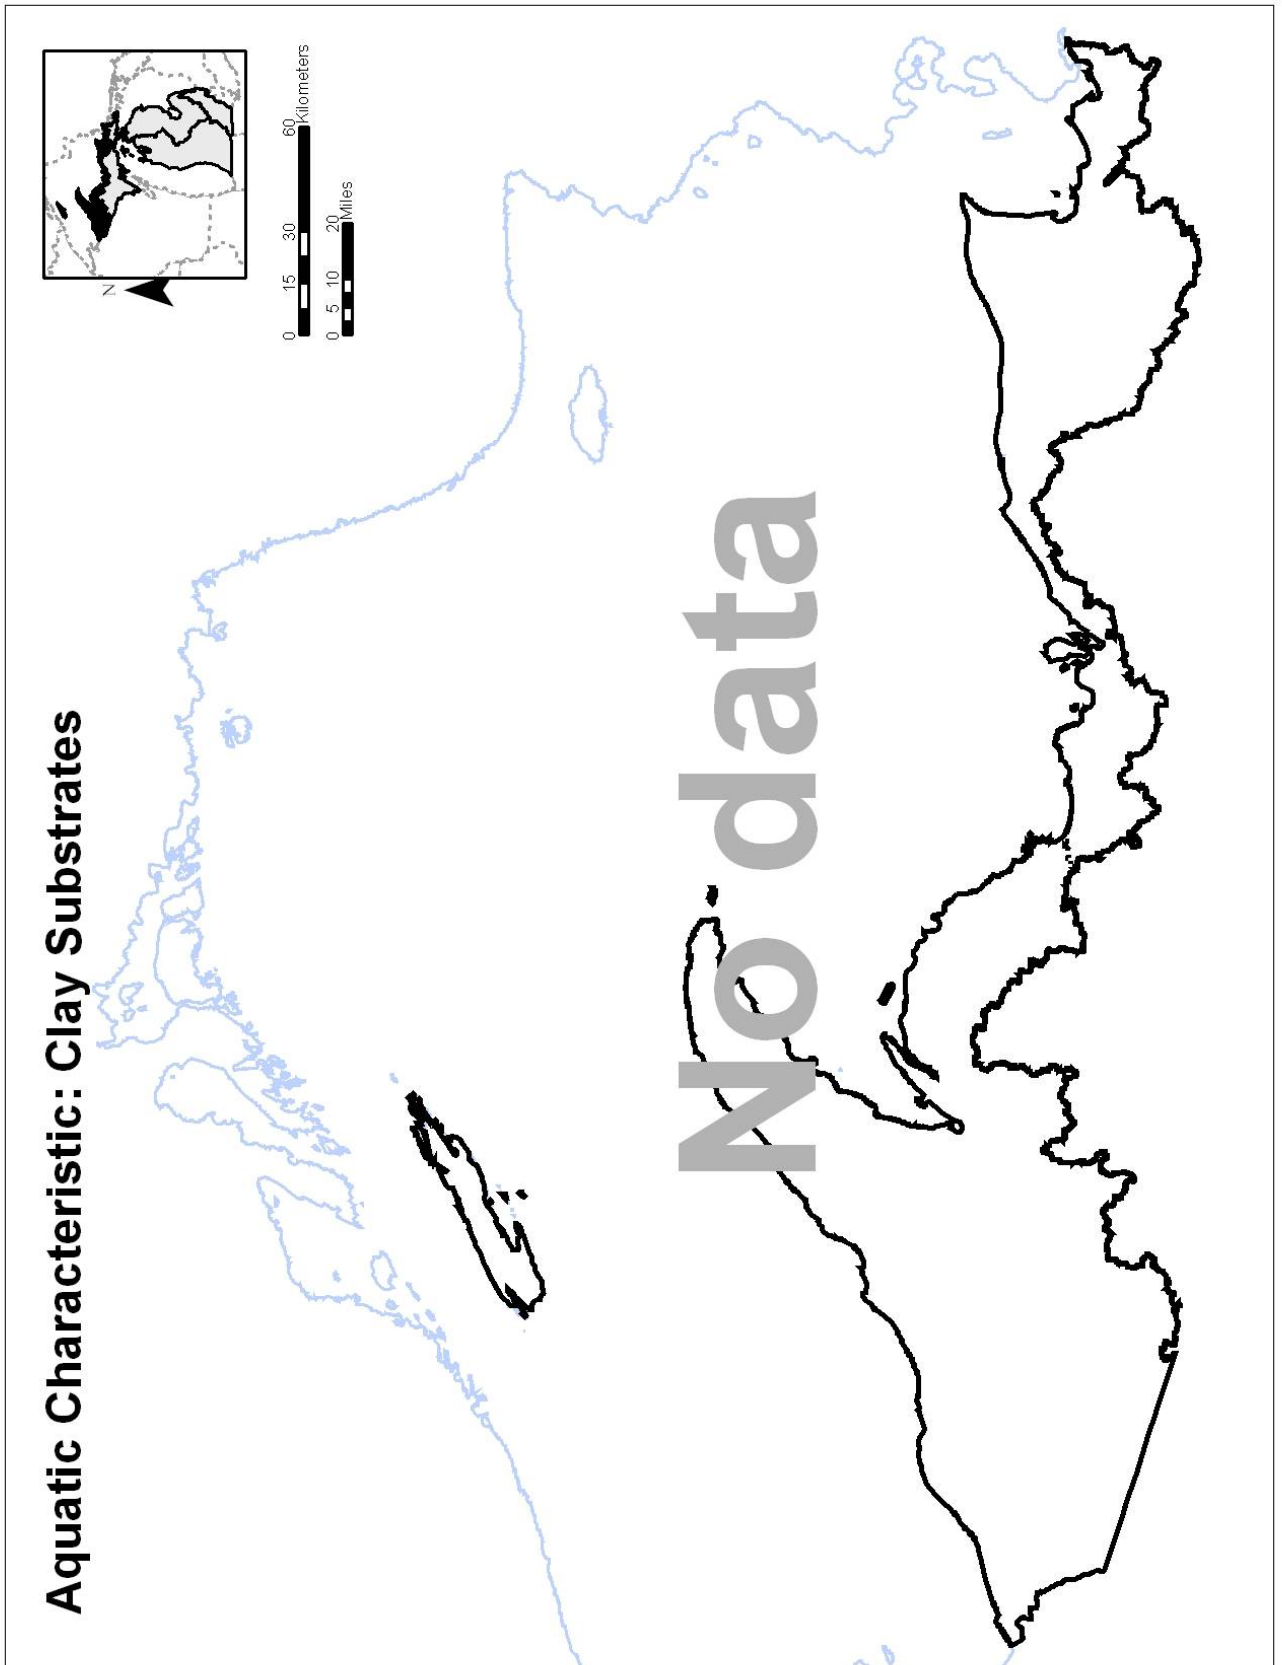 Aquatic Characteristic: Clay Substrates
N
0 15 30 60
Kilometers
0 5 10 20
Miles
No data